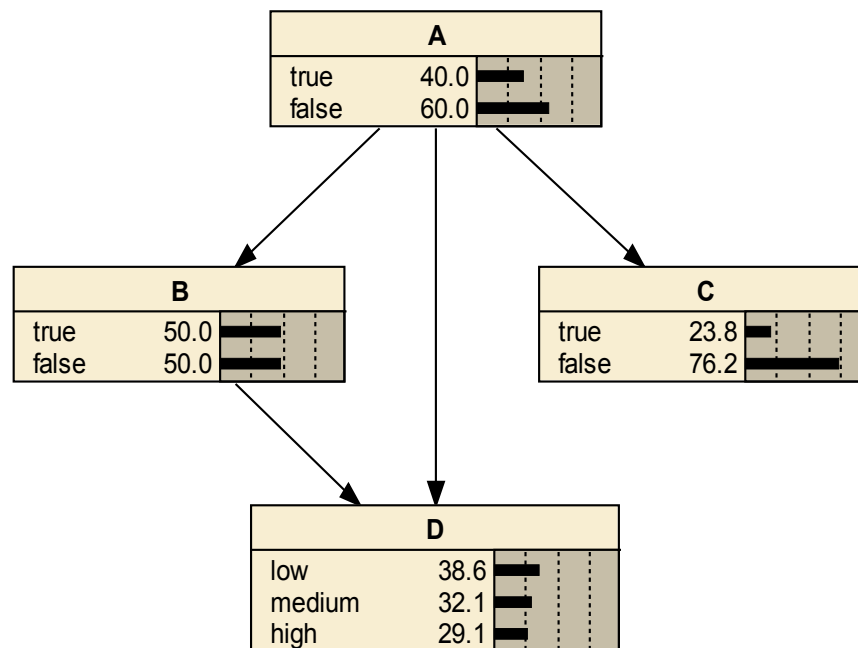 A
true 40.0
false 60.0
B
true 50.0
false 50.0
C
true 23.8
false 76.2
D
low 38.6
medium 32.1
high 29.1